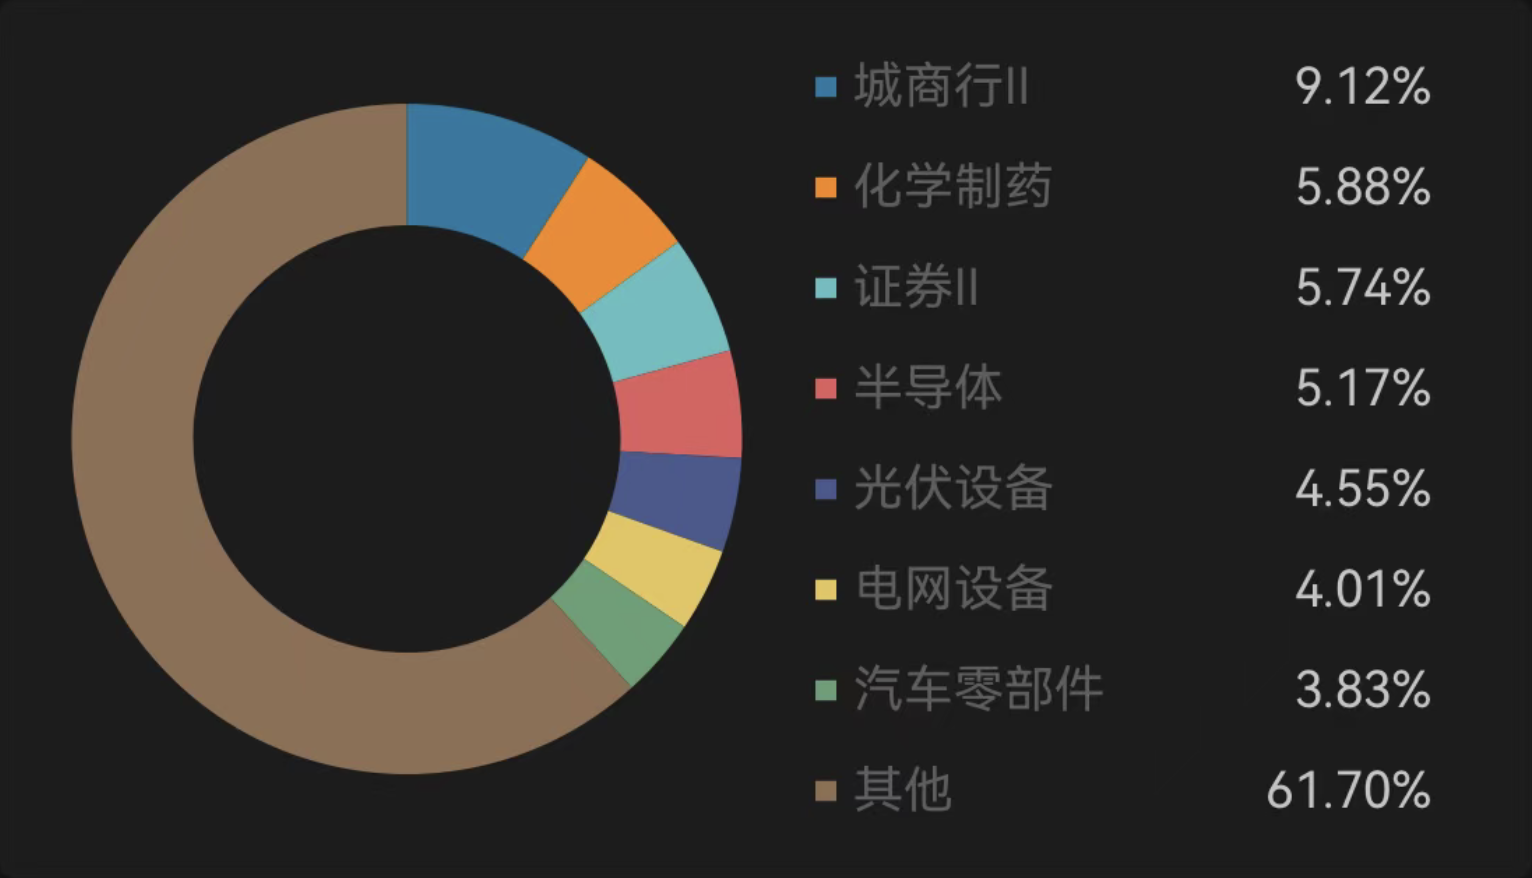 城商行II 9.12%
化学制药 5.88%
证券II 5.74%
半导体 5.17%
光伏设备 4.55%
电网设备 4.01%
汽车零部件 3.83%
其他 61.70%